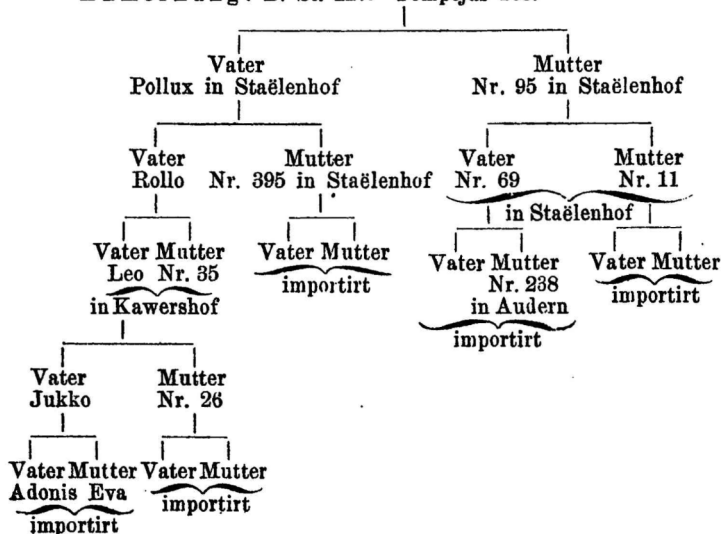 Vater Mutter
Pollux in Staëlenhof Nr. 95 in Staëlenhof
Vater Mutter Vater Mutter
Rollo Nr. 395 in Staëlenhof Nr. 69 Nr. 11
in Staëlenhof
Vater Mutter Vater Mutter Vater Mutter Vater Mutter
Leo Nr. 35 importirt Nr. 238 importirt
in Kawershof in Audern
importirt
Vater Mutter
Jukko Nr. 26
Vater Mutter Vater Mutter
Adonis Eva importirt
importirt